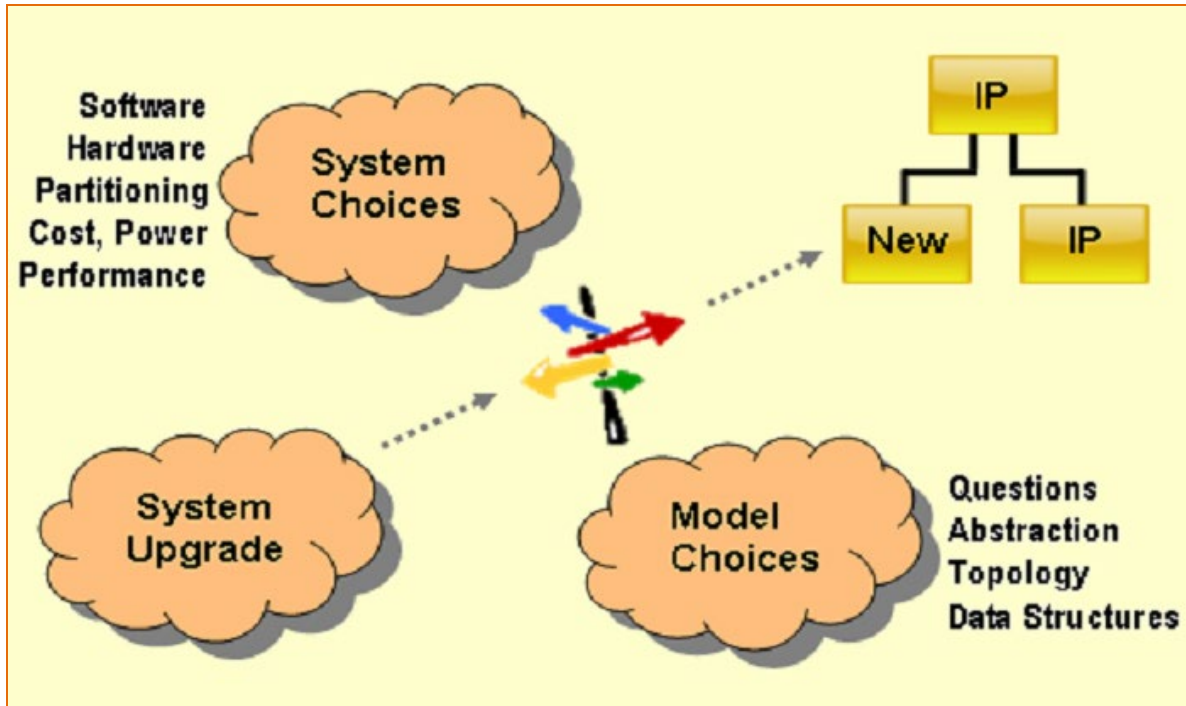 Software
Hardware
Partitioning
Cost, Power
Performance
System
Choices
IP
New
IP
System
Upgrade
Model
Choices
Questions
Abstraction
Topology
Data Structures